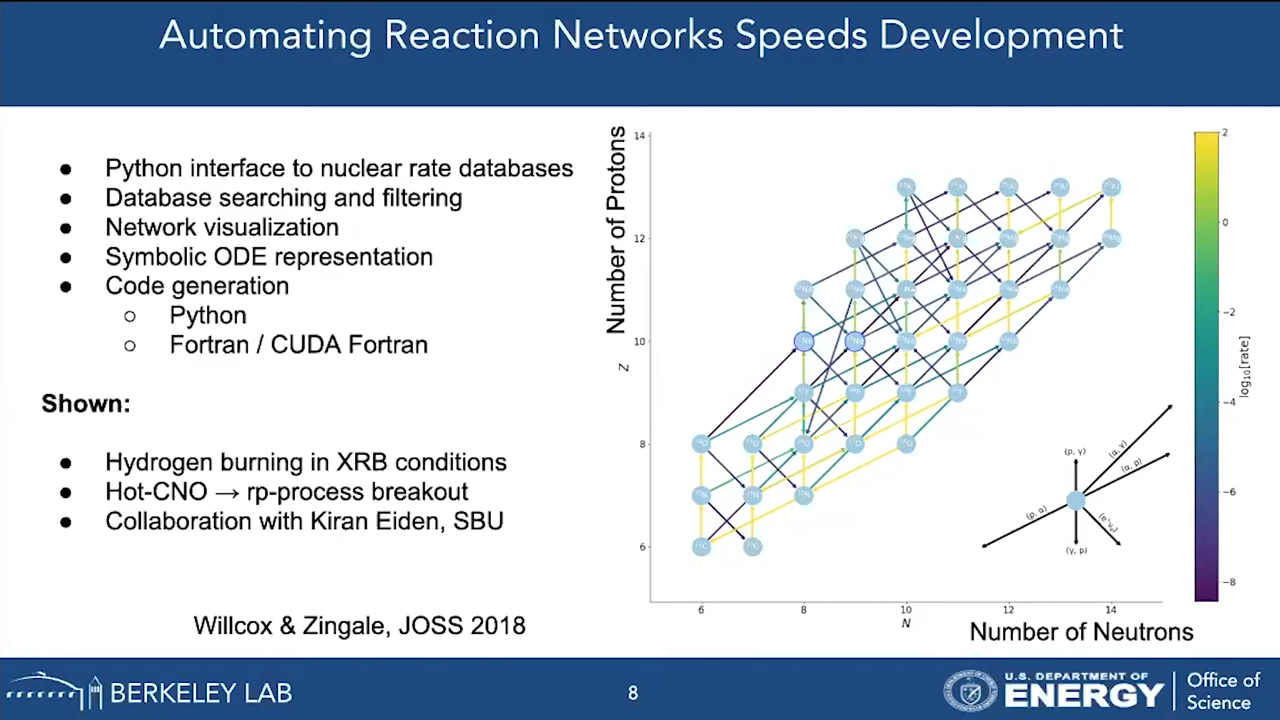 Automating Reaction Networks Speeds Development
● Python interface to nuclear rate databases
● Database searching and filtering
● Network visualization
● Symbolic ODE representation
● Code generation
○ Python
○ Fortran / CUDA Fortran
Shown:
● Hydrogen burning in XRB conditions
● Hot-CNO → rp-process breakout
● Collaboration with Kiran Eiden, SBU
Willcox & Zingale, JOSS 2018
Number of Protons
Z
14
12
10
8
6
6
8
10
12
14
N
Number of Neutrons
(p, γ)
(α, γ)
(α, p)
(p, α)
(e⁺νₑ)
(γ, p)
2
0
−2
−4
−6
−8
log₁₀[rate]
BERKELEY LAB
8
U.S. DEPARTMENT OF
ENERGY
Office of
Science